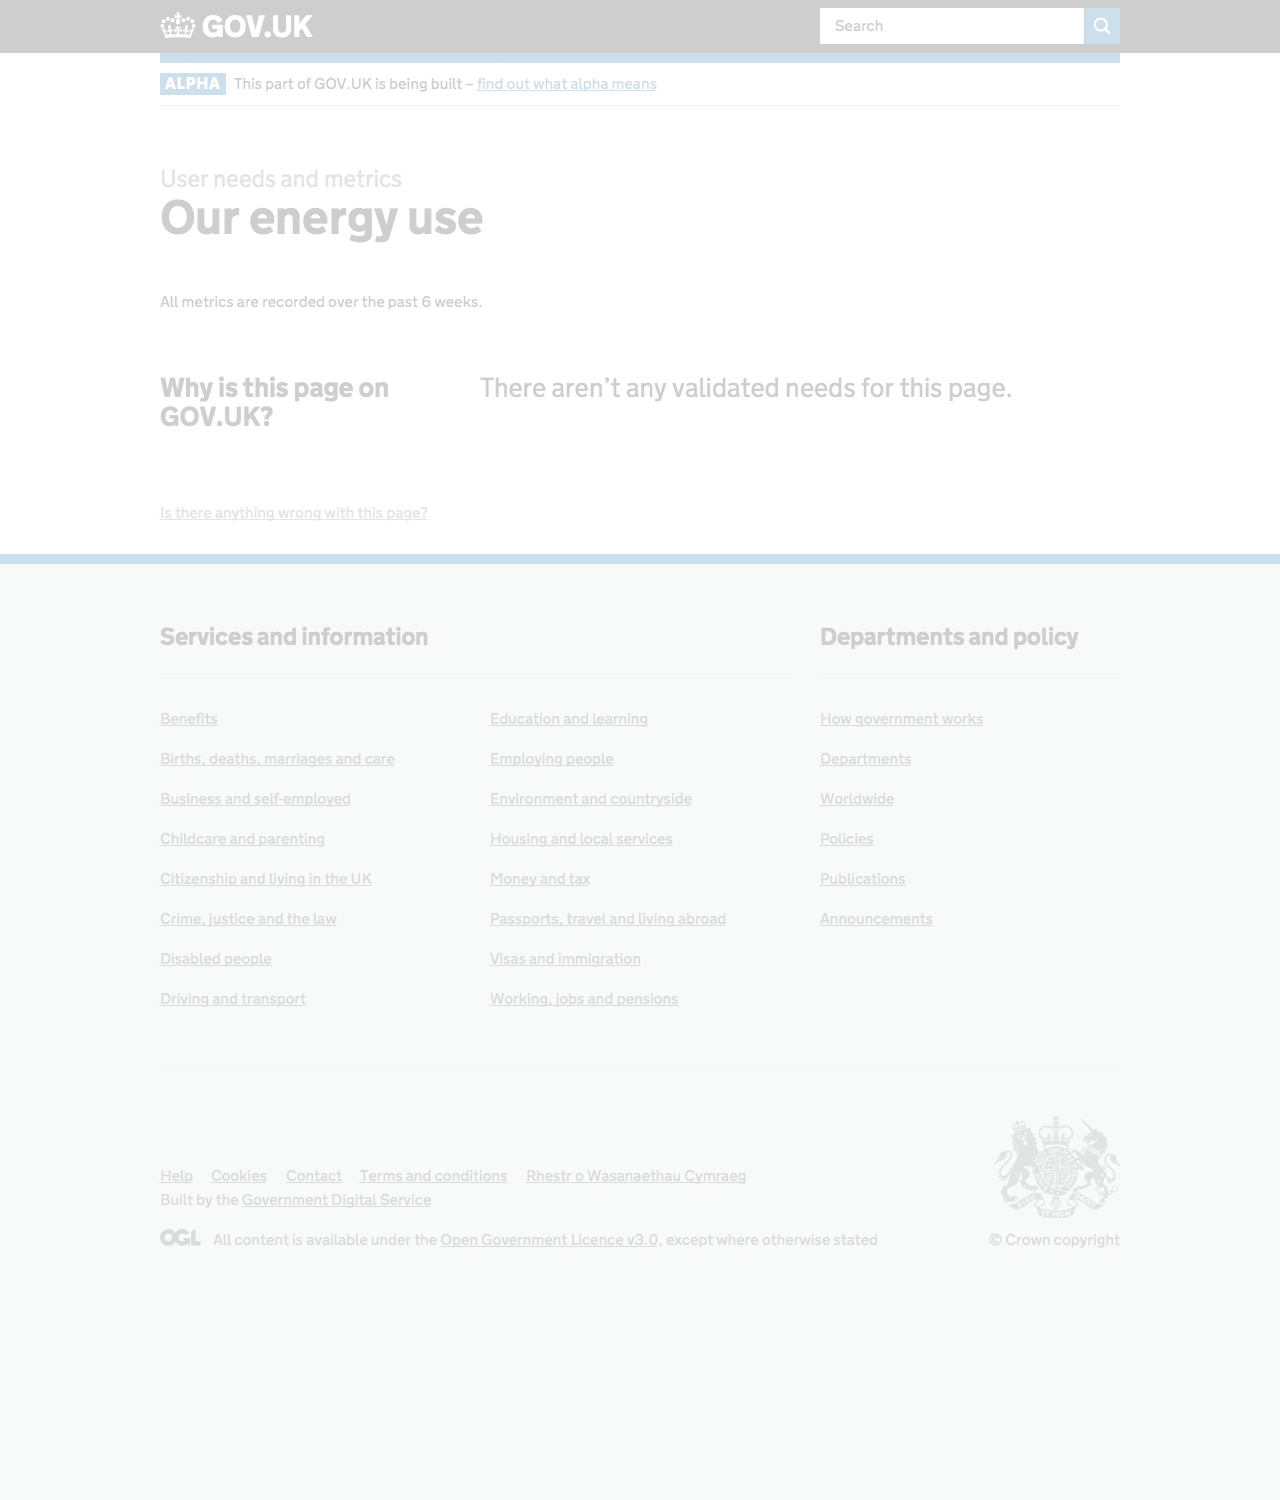 GOV.UK
Search
ALPHA This part of GOV.UK is being built – find out what alpha means
User needs and metrics
Our energy use
All metrics are recorded over the past 6 weeks.
Why is this page on
GOV.UK?
There aren’t any validated needs for this page.
Is there anything wrong with this page?
Services and information
Benefits
Births, deaths, marriages and care
Business and self-employed
Childcare and parenting
Citizenship and living in the UK
Crime, justice and the law
Disabled people
Driving and transport
Education and learning
Employing people
Environment and countryside
Housing and local services
Money and tax
Passports, travel and living abroad
Visas and immigration
Working, jobs and pensions
Departments and policy
How government works
Departments
Worldwide
Policies
Publications
Announcements
Help Cookies Contact Terms and conditions Rhestr o Wasanaethau Cymraeg
Built by the Government Digital Service
OGL All content is available under the Open Government Licence v3.0, except where otherwise stated
© Crown copyright